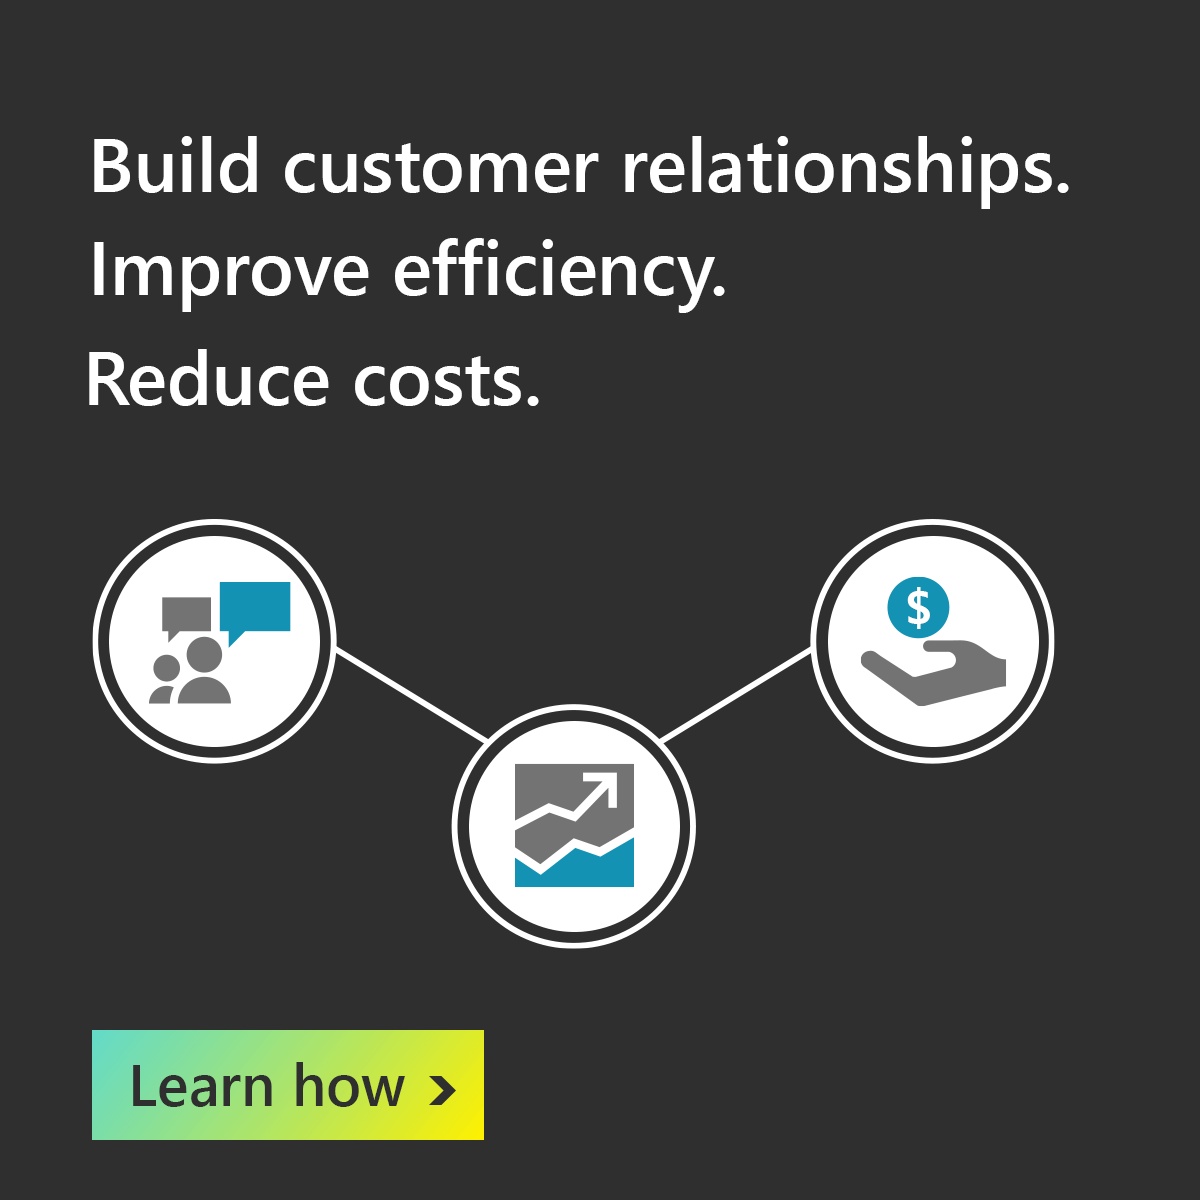 Build customer relationships.
Improve efficiency.
Reduce costs.
$
Learn how